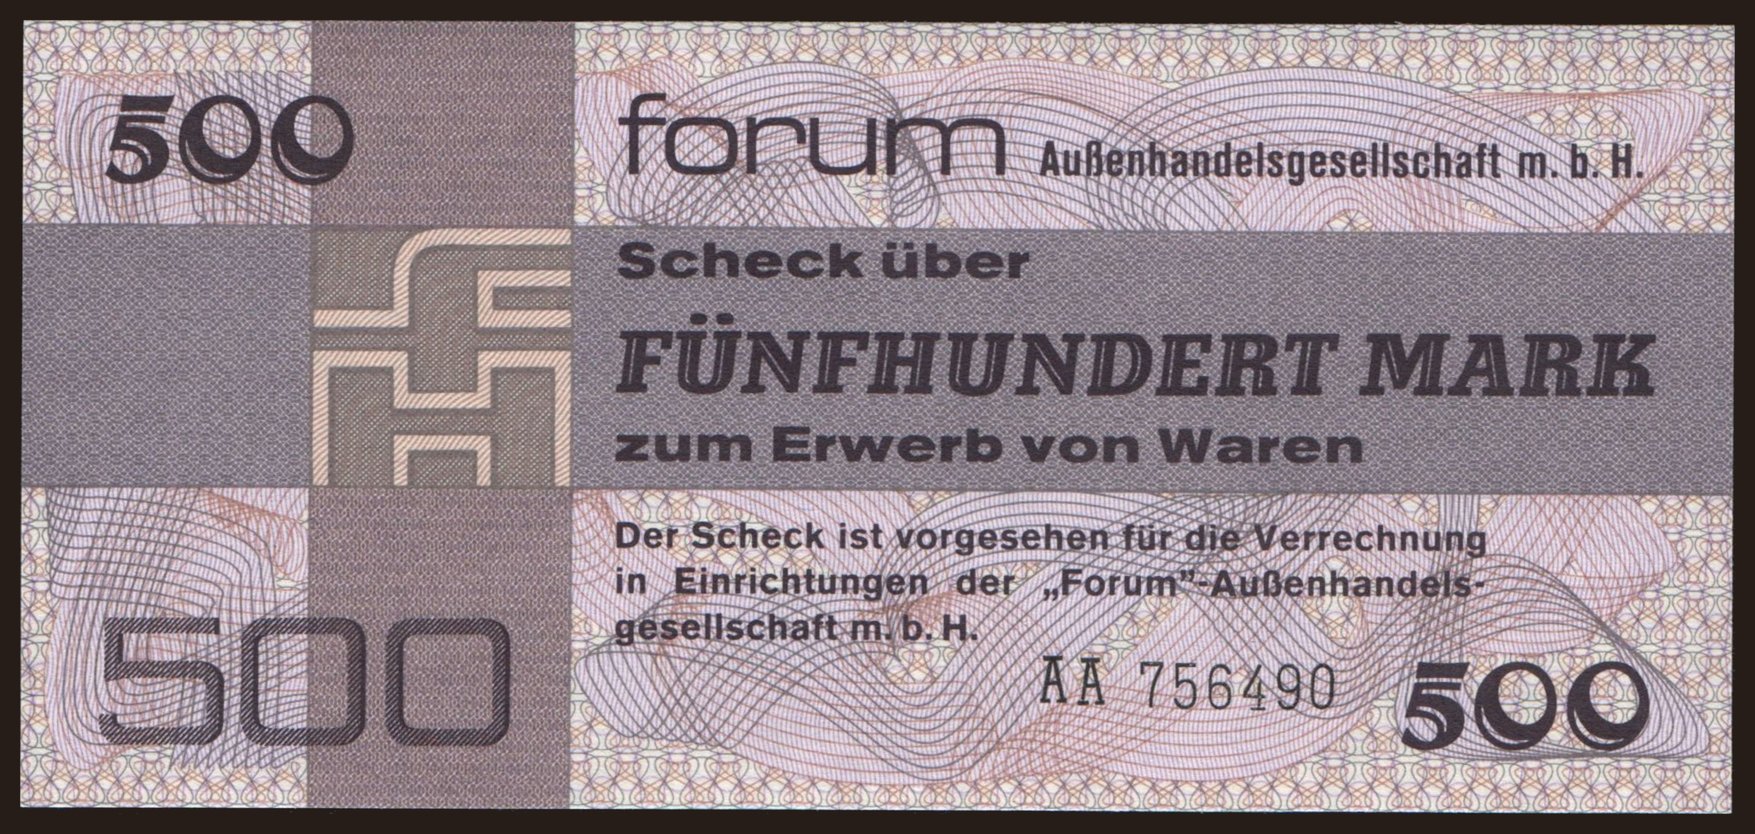 500
forum Außenhandelsgesellschaft m. b. H.
Scheck über
FÜNFHUNDERT MARK
zum Erwerb von Waren
Der Scheck ist vorgesehen für die Verrechnung
in Einrichtungen der „Forum”-Außenhandels-
gesellschaft m. b. H.
500
AA 756490
500